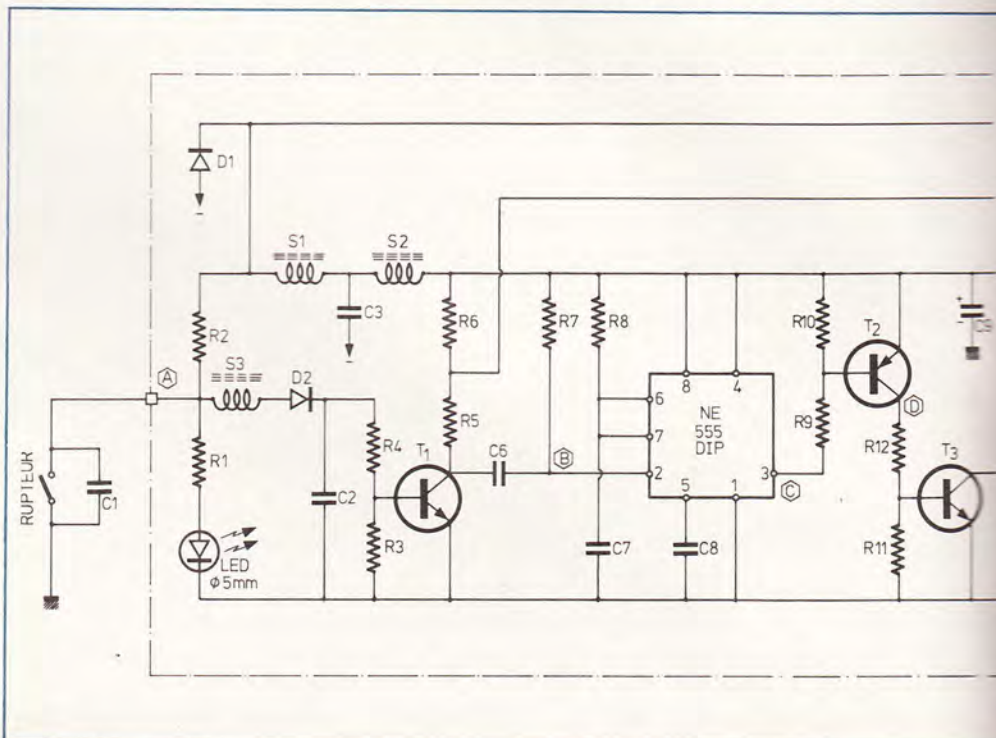 D1
S1
S2
C3
R2
R6
R7
R8
R10
T2
C9
A
S3
D2
R5
8
4
6
NE
555
DIP
7
R9
D
RUPTEUR
C1
R1
R4
T1
C6
B
2
3
C
R12
T3
5
1
C2
LED
ϕ5mm
R3
C7
C8
R11
+
-
-
-